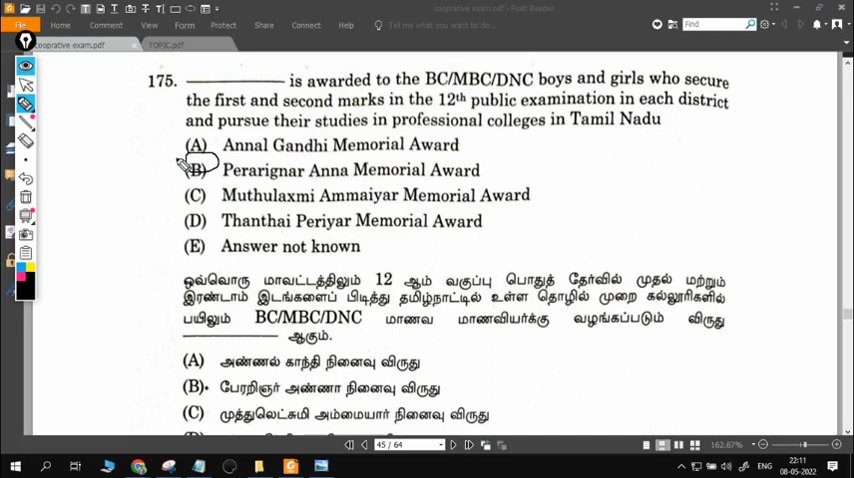 cooprative exam.pdf - Foxit Reader
File
Home
Comment
View
Form
Protect
Share
Connect
Help
Tell me what you want to do...
Find
cooprative exam.pdf
TOPIC.pdf
175. ________ is awarded to the BC/MBC/DNC boys and girls who secure
the first and second marks in the 12th public examination in each district
and pursue their studies in professional colleges in Tamil Nadu
(A) Annal Gandhi Memorial Award
(B) Perarignar Anna Memorial Award
(C) Muthulaxmi Ammaiyar Memorial Award
(D) Thanthai Periyar Memorial Award
(E) Answer not known
ஒவ்வொரு மாவட்டத்திலும் 12 ஆம் வகுப்பு பொதுத் தேர்வில் முதல் மற்றும்
இரண்டாம் இடங்களைப் பிடித்து தமிழ்நாட்டில் உள்ள தொழில் முறை கல்லூரிகளில்
பயிலும் BC/MBC/DNC மாணவ மாணவியர்க்கு வழங்கப்படும் விருது
________ ஆகும்.
(A) அண்ணல் காந்தி நினைவு விருது
(B) பேரறிஞர் அண்ணா நினைவு விருது
(C) முத்துலெட்சுமி அம்மையார் நினைவு விருது
45 / 64
162.67%
ENG
22:11
08-05-2022